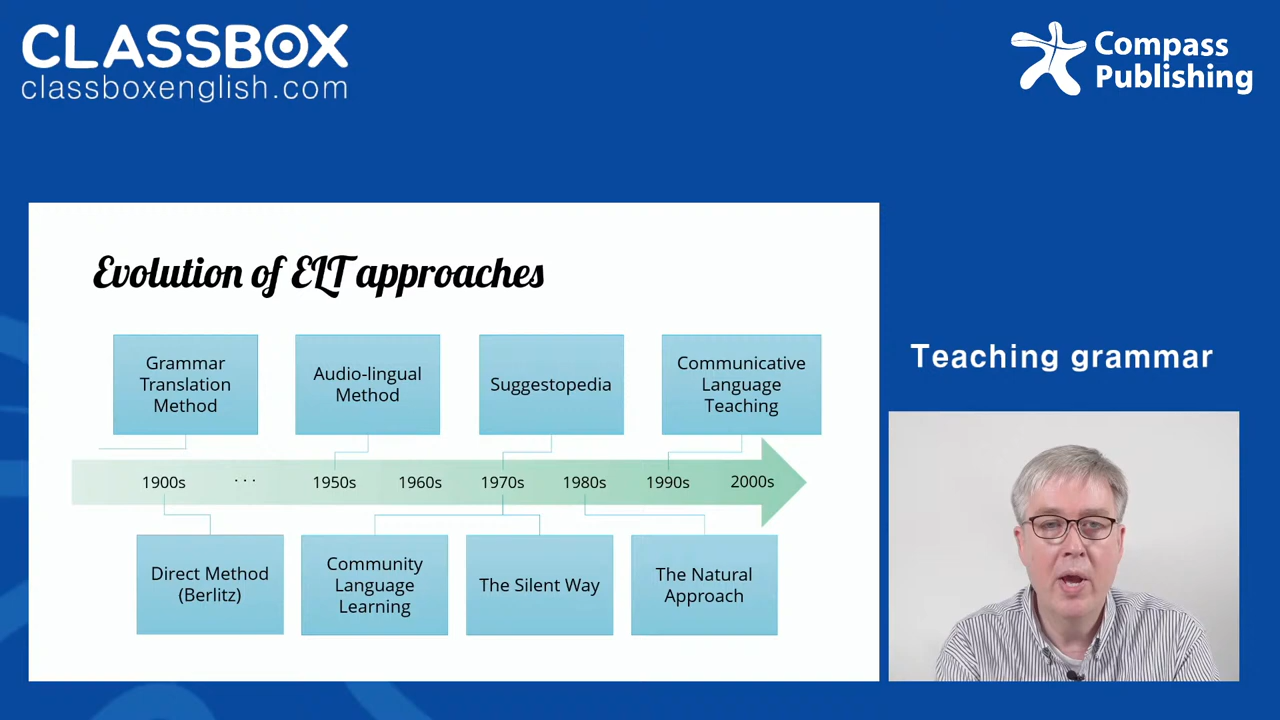 CLASSBOX
classboxenglish.com
Compass
Publishing
Evolution of ELT approaches
Grammar
Translation
Method
Audio-lingual
Method
Suggestopedia
Communicative
Language
Teaching
1900s
. . .
1950s
1960s
1970s
1980s
1990s
2000s
Direct Method
(Berlitz)
Community
Language
Learning
The Silent Way
The Natural
Approach
Teaching grammar